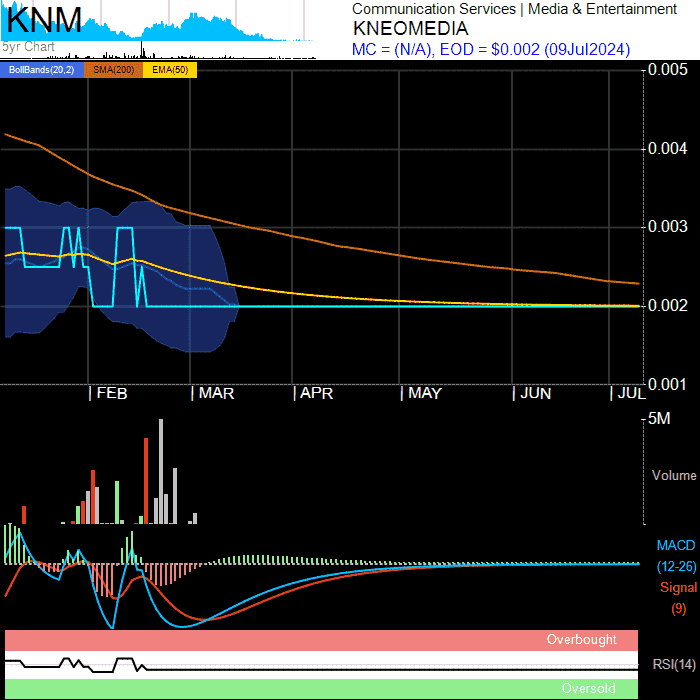 KNM
5yr Chart
Communication Services | Media & Entertainment
KNEOMEDIA
MC = (N/A), EOD = $0.002 (09Jul2024)
BollBands(20,2) SMA(200) EMA(50)
0.005
0.004
0.003
0.002
0.001
| FEB | MAR | APR | MAY | JUN | JUL
5M
Volume
MACD
(12-26)
Signal
(9)
Overbought
RSI(14)
Oversold